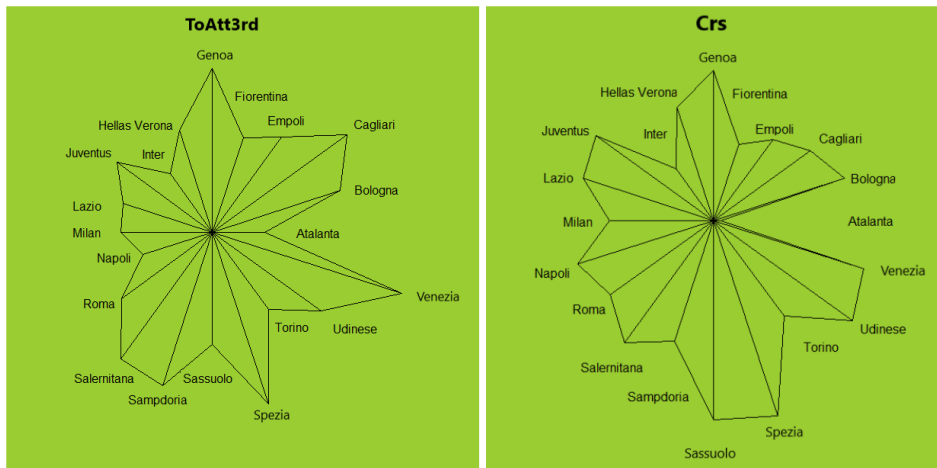 ToAtt3rd
Genoa
Fiorentina
Empoli
Hellas Verona
Cagliari
Juventus
Inter
Bologna
Lazio
Milan
Atalanta
Napoli
Venezia
Roma
Torino
Udinese
Salernitana
Sassuolo
Sampdoria
Spezia
Crs
Genoa
Hellas Verona
Fiorentina
Juventus
Inter
Empoli
Cagliari
Lazio
Bologna
Milan
Atalanta
Napoli
Venezia
Roma
Udinese
Torino
Salernitana
Sampdoria
Spezia
Sassuolo